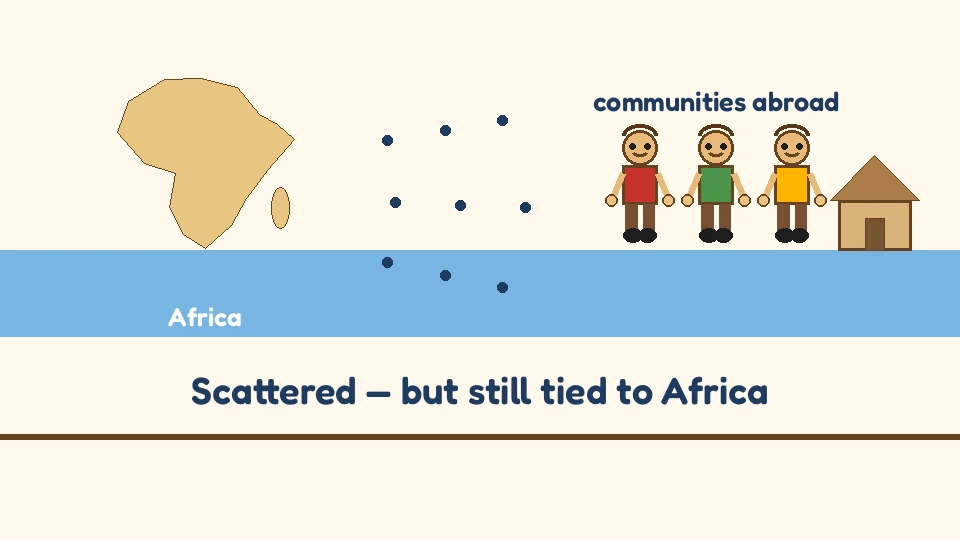 communities abroad
Africa
Scattered — but still tied to Africa